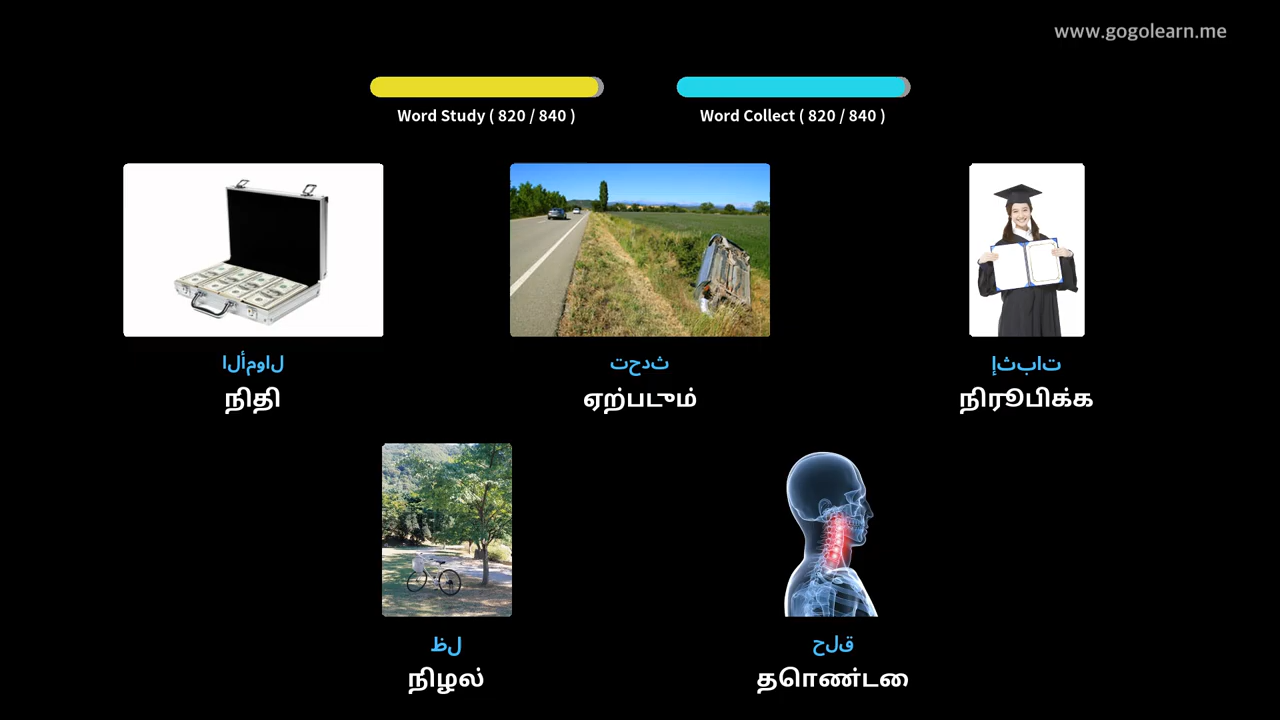 www.gogolearn.me
Word Study ( 820 / 840 )
Word Collect ( 820 / 840 )
الأموال
تحدث
إثبات
நிதி
ஏற்படும்
நிரூபிக்க
ظل
حلق
நிழல்
தொண்டை